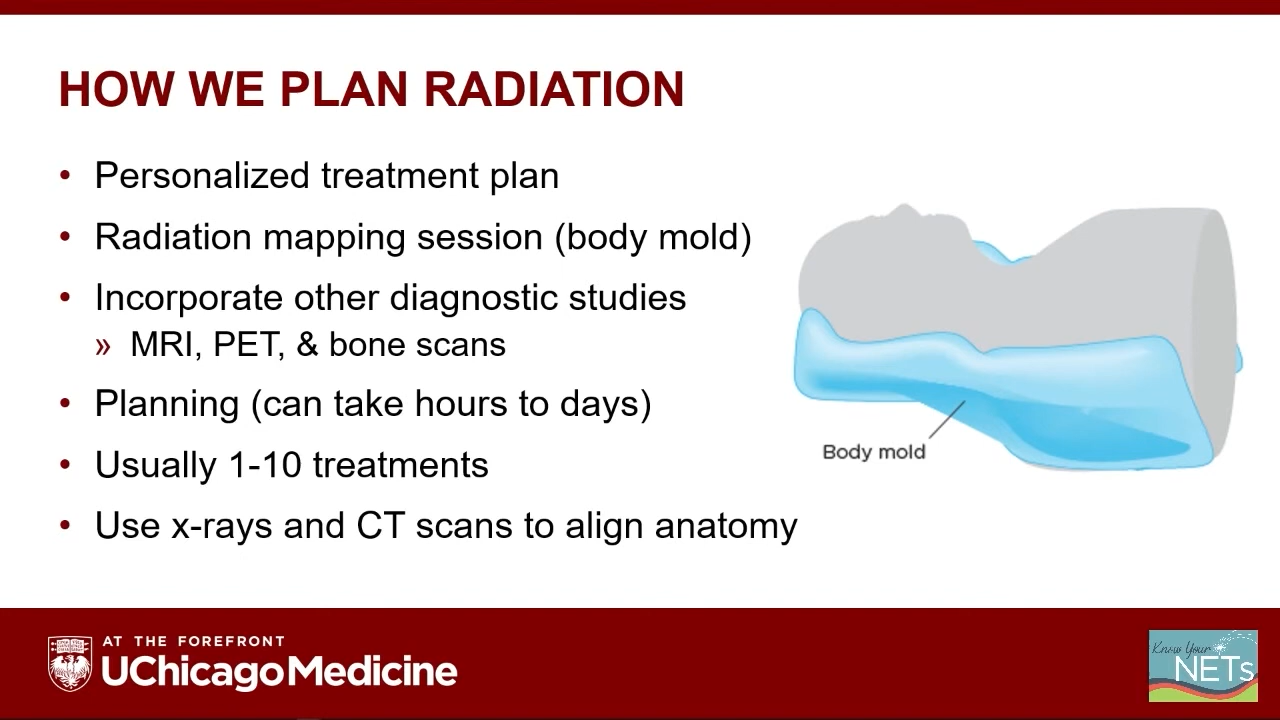 HOW WE PLAN RADIATION
• Personalized treatment plan
• Radiation mapping session (body mold)
• Incorporate other diagnostic studies
» MRI, PET, & bone scans
• Planning (can take hours to days)
• Usually 1-10 treatments
• Use x-rays and CT scans to align anatomy
Body mold
AT THE FOREFRONT
UChicago Medicine
Know Your
NETs